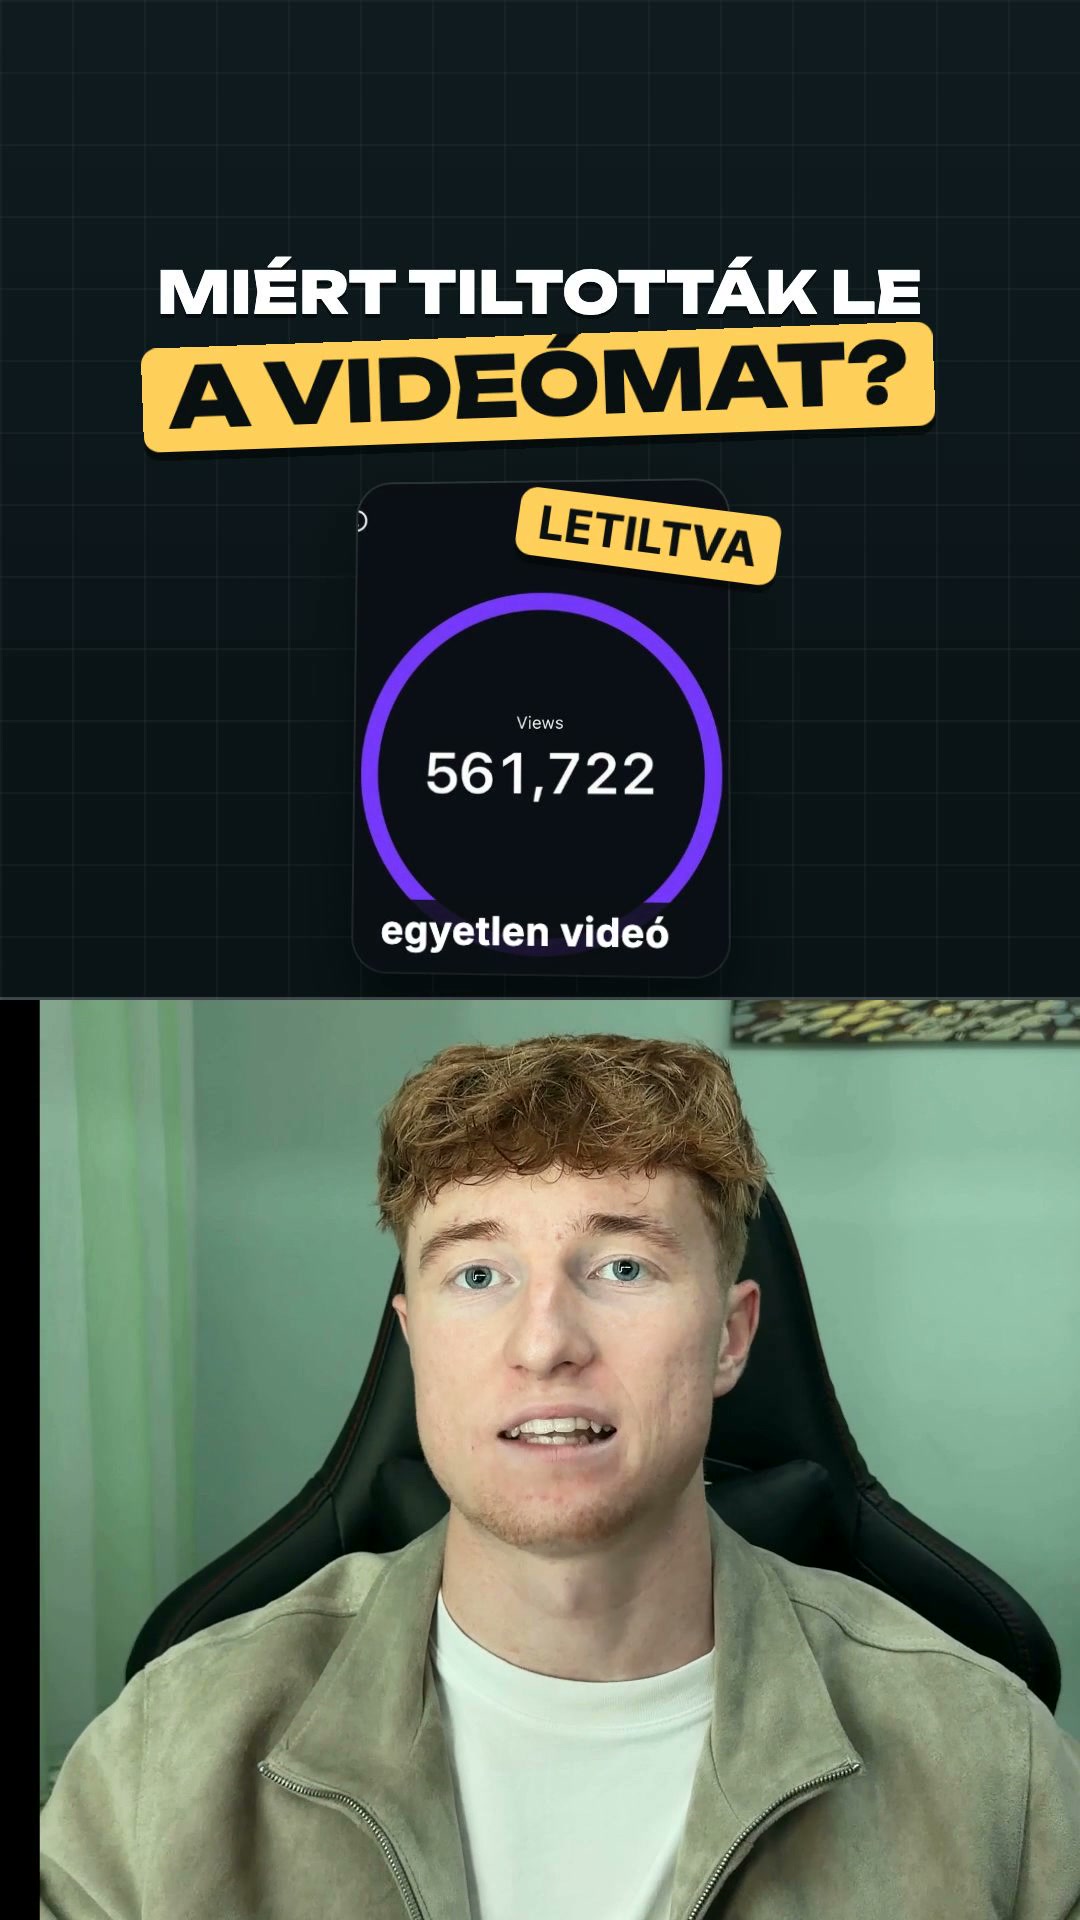 MIÉRT TILTOTTÁK LE
A VIDEÓMAT?
LETILTVA
Views
561,722
egyetlen videó